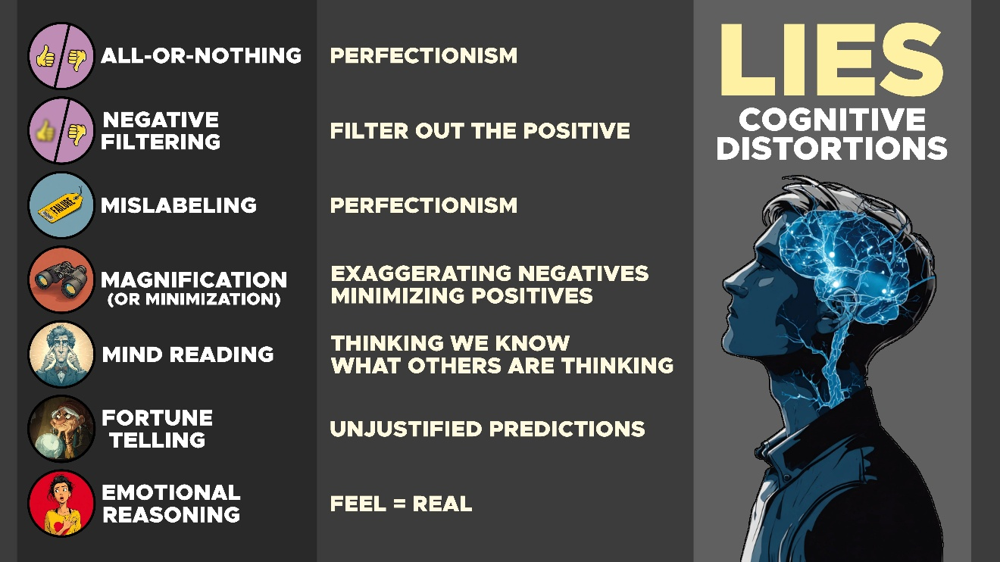 LIES
COGNITIVE
DISTORTIONS
ALL-OR-NOTHING
PERFECTIONISM
NEGATIVE
FILTERING
FILTER OUT THE POSITIVE
FAILURE
MISLABELING
PERFECTIONISM
MAGNIFICATION
(OR MINIMIZATION)
EXAGGERATING NEGATIVES
MINIMIZING POSITIVES
MIND READING
THINKING WE KNOW
WHAT OTHERS ARE THINKING
FORTUNE
TELLING
UNJUSTIFIED PREDICTIONS
EMOTIONAL
REASONING
FEEL = REAL